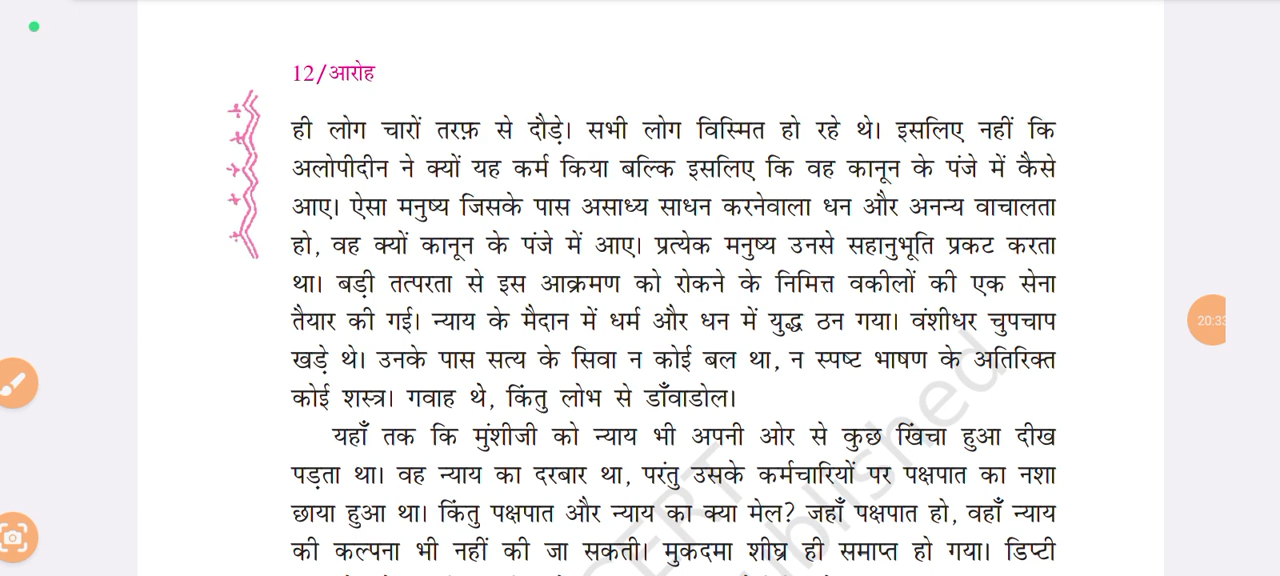 12/आरोह
ही लोग चारों तरफ़ से दौड़े। सभी लोग विस्मित हो रहे थे। इसलिए नहीं कि
अलोपीदीन ने क्यों यह कर्म किया बल्कि इसलिए कि वह कानून के पंजे में कैसे
आए। ऐसा मनुष्य जिसके पास असाध्य साधन करनेवाला धन और अनन्य वाचालता
हो, वह क्यों कानून के पंजे में आए। प्रत्येक मनुष्य उनसे सहानुभूति प्रकट करता
था। बड़ी तत्परता से इस आक्रमण को रोकने के निमित्त वकीलों की एक सेना
तैयार की गई। न्याय के मैदान में धर्म और धन में युद्ध ठन गया। वंशीधर चुपचाप
खड़े थे। उनके पास सत्य के सिवा न कोई बल था, न स्पष्ट भाषण के अतिरिक्त
कोई शस्त्र। गवाह थे, किंतु लोभ से डाँवाडोल।
यहाँ तक कि मुंशीजी को न्याय भी अपनी ओर से कुछ खिंचा हुआ दीख
पड़ता था। वह न्याय का दरबार था, परंतु उसके कर्मचारियों पर पक्षपात का नशा
छाया हुआ था। किंतु पक्षपात और न्याय का क्या मेल? जहाँ पक्षपात हो, वहाँ न्याय
की कल्पना भी नहीं की जा सकती। मुकदमा शीघ्र ही समाप्त हो गया। डिप्टी
20:33